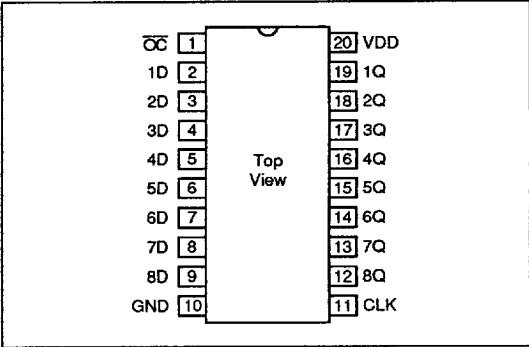 O̅C̅ 1 20 VDD
1D 2 19 1Q
2D 3 18 2Q
3D 4 17 3Q
4D 5 16 4Q
5D 6 15 5Q
6D 7 14 6Q
7D 8 13 7Q
8D 9 12 8Q
GND 10 11 CLK
Top
View